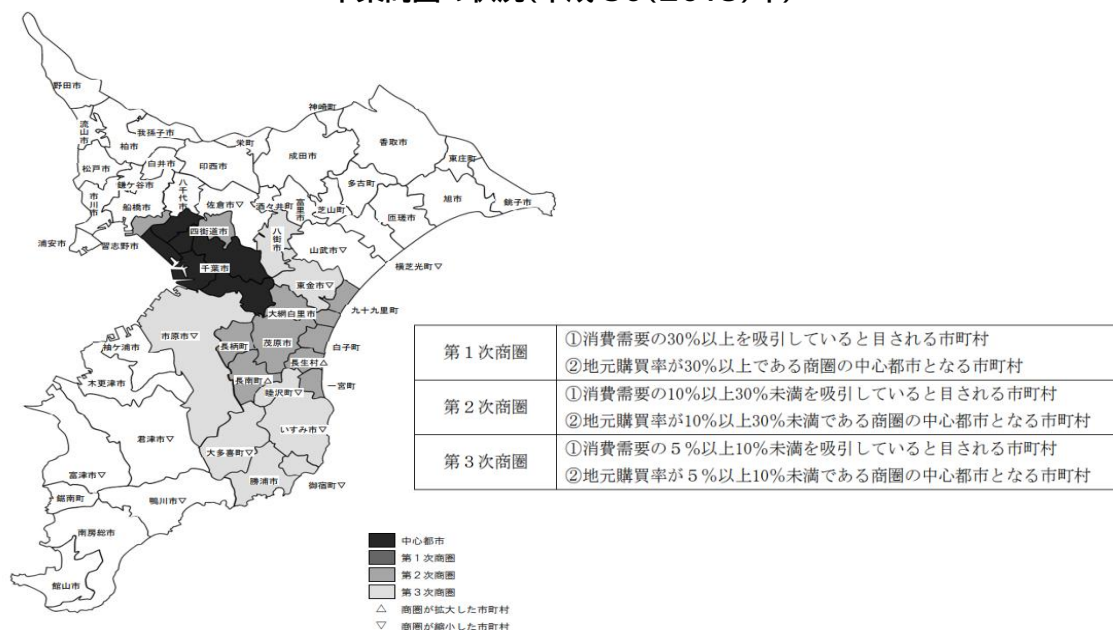 千葉商圏の状況(平成30(2018)年)
野田市
流山市
柏市
我孫子市
松戸市
鎌ケ谷市
白井市
印西市
栄町
成田市
神崎町
香取市
東庄町
銚子市
旭市
匝瑳市
多古町
芝山町
富里市
酒々井町
佐倉市▽
八千代市
船橋市
市川市
浦安市
習志野市
四街道市
八街市
千葉市
山武市▽
横芝光町▽
東金市▽
九十九里町
大網白里市
市原市▽
袖ケ浦市
木更津市
長柄町
茂原市
白子町
長生村△
長南町△
一宮町
睦沢町▽
いすみ市▽
大多喜町▽
君津市▽
富津市▽
勝浦市
御宿町▽
鋸南町
鴨川市▽
南房総市
館山市
第1次商圏
①消費需要の30%以上を吸引していると目される市町村
②地元購買率が30%以上である商圏の中心都市となる市町村
第2次商圏
①消費需要の10%以上30%未満を吸引していると目される市町村
②地元購買率が10%以上30%未満である商圏の中心都市となる市町村
第3次商圏
①消費需要の5%以上10%未満を吸引していると目される市町村
②地元購買率が5%以上10%未満である商圏の中心都市となる市町村
中心都市
第1次商圏
第2次商圏
第3次商圏
△ 商圏が拡大した市町村
▽ 商圏が縮小した市町村